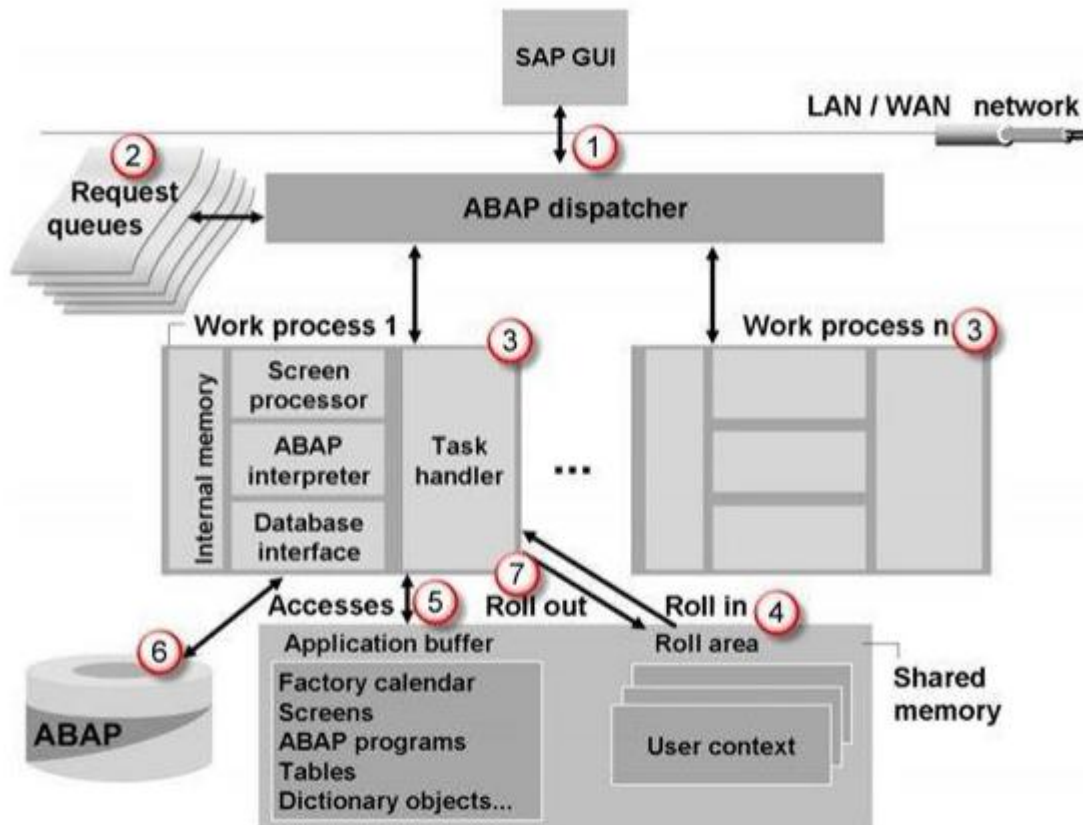 SAP GUI
LAN / WAN network
1
2
Request
queues
ABAP dispatcher
Work process 1
3
Work process n
3
Internal memory
Screen
processor
ABAP
interpreter
Database
interface
Task
handler
...
7
Accesses
5
Roll out
Roll in
4
6
ABAP
Application buffer
Factory calendar
Screens
ABAP programs
Tables
Dictionary objects...
Roll area
User context
Shared
memory